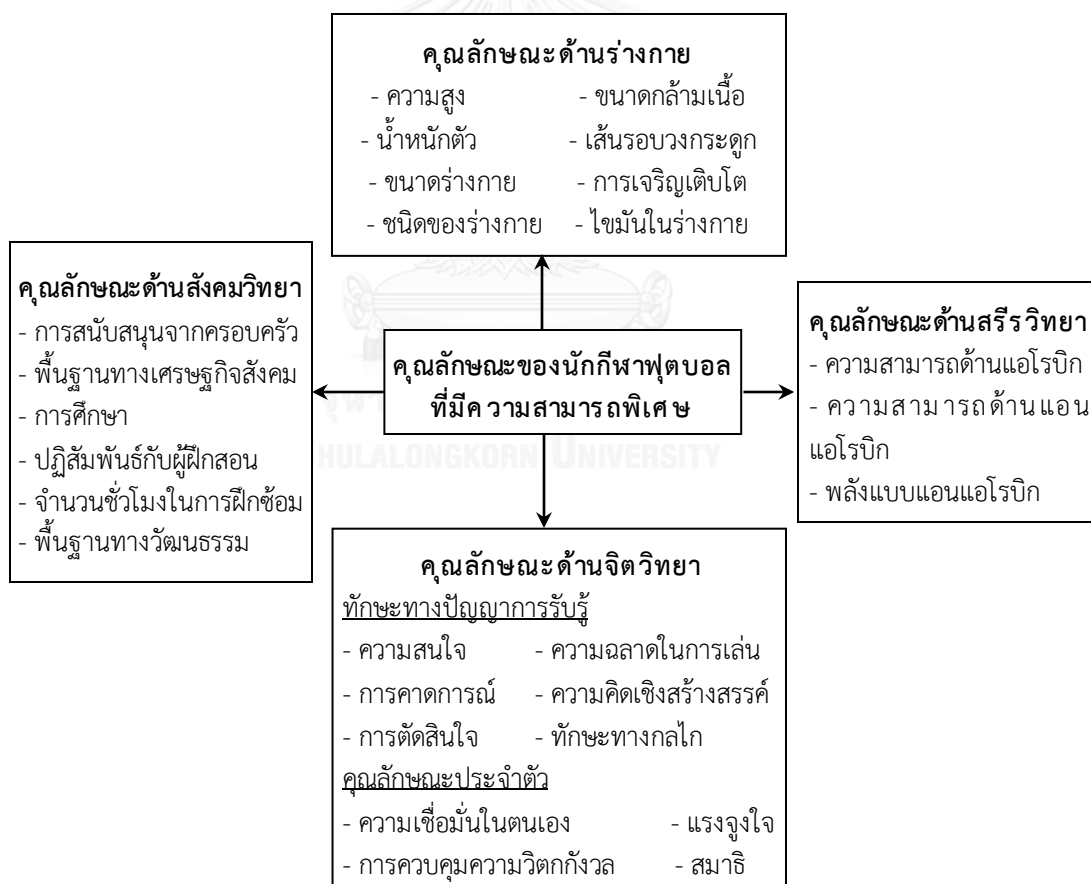 คุณลักษณะด้านร่างกาย
- ความสูง - ขนาดกล้ามเนื้อ
- น้ำหนักตัว - เส้นรอบวงกระดูก
- ขนาดร่างกาย - การเจริญเติบโต
- ชนิดของร่างกาย - ไขมันในร่างกาย
คุณลักษณะด้านสังคมวิทยา
- การสนับสนุนจากครอบครัว
- พื้นฐานทางเศรษฐกิจสังคม
- การศึกษา
- ปฏิสัมพันธ์กับผู้ฝึกสอน
- จำนวนชั่วโมงในการฝึกซ้อม
- พื้นฐานทางวัฒนธรรม
คุณลักษณะของนักกีฬาฟุตบอล
ที่มีความสามารถพิเศษ
คุณลักษณะด้านสรีรวิทยา
- ความสามารถด้านแอโรบิก
- ความสามารถด้านแอน
แอโรบิก
- พลังแบบแอนแอโรบิก
HULALONGKORN UNIVERSITY
คุณลักษณะด้านจิตวิทยา
ทักษะทางปัญญาการรับรู้
- ความสนใจ - ความฉลาดในการเล่น
- การคาดการณ์ - ความคิดเชิงสร้างสรรค์
- การตัดสินใจ - ทักษะทางกลไก
คุณลักษณะประจำตัว
- ความเชื่อมั่นในตนเอง - แรงจูงใจ
- การควบคุมความวิตกกังวล - สมาธิ